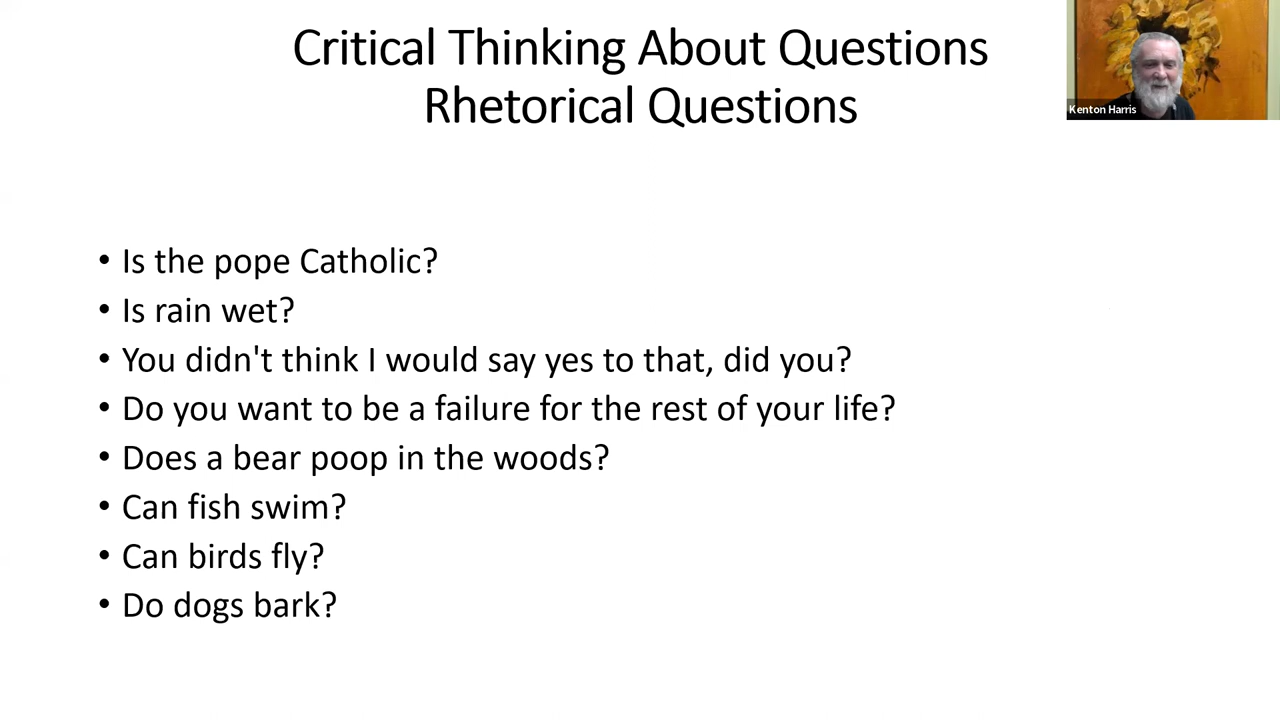 Critical Thinking About Questions
Rhetorical Questions
Kenton Harris
• Is the pope Catholic?
• Is rain wet?
• You didn't think I would say yes to that, did you?
• Do you want to be a failure for the rest of your life?
• Does a bear poop in the woods?
• Can fish swim?
• Can birds fly?
• Do dogs bark?